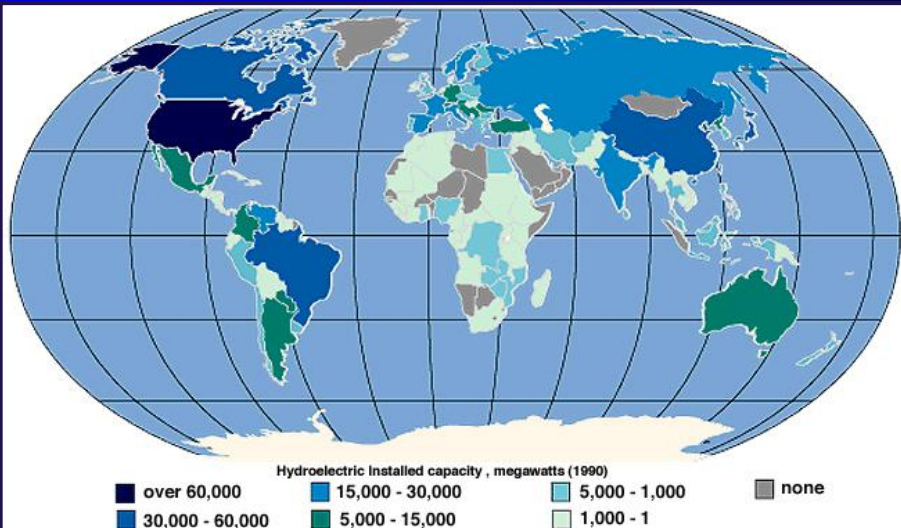 Hydroelectric Installed capacity , megawatts (1990)
over 60,000
15,000 - 30,000
5,000 - 1,000
none
30,000 - 60,000
5,000 - 15,000
1,000 - 1